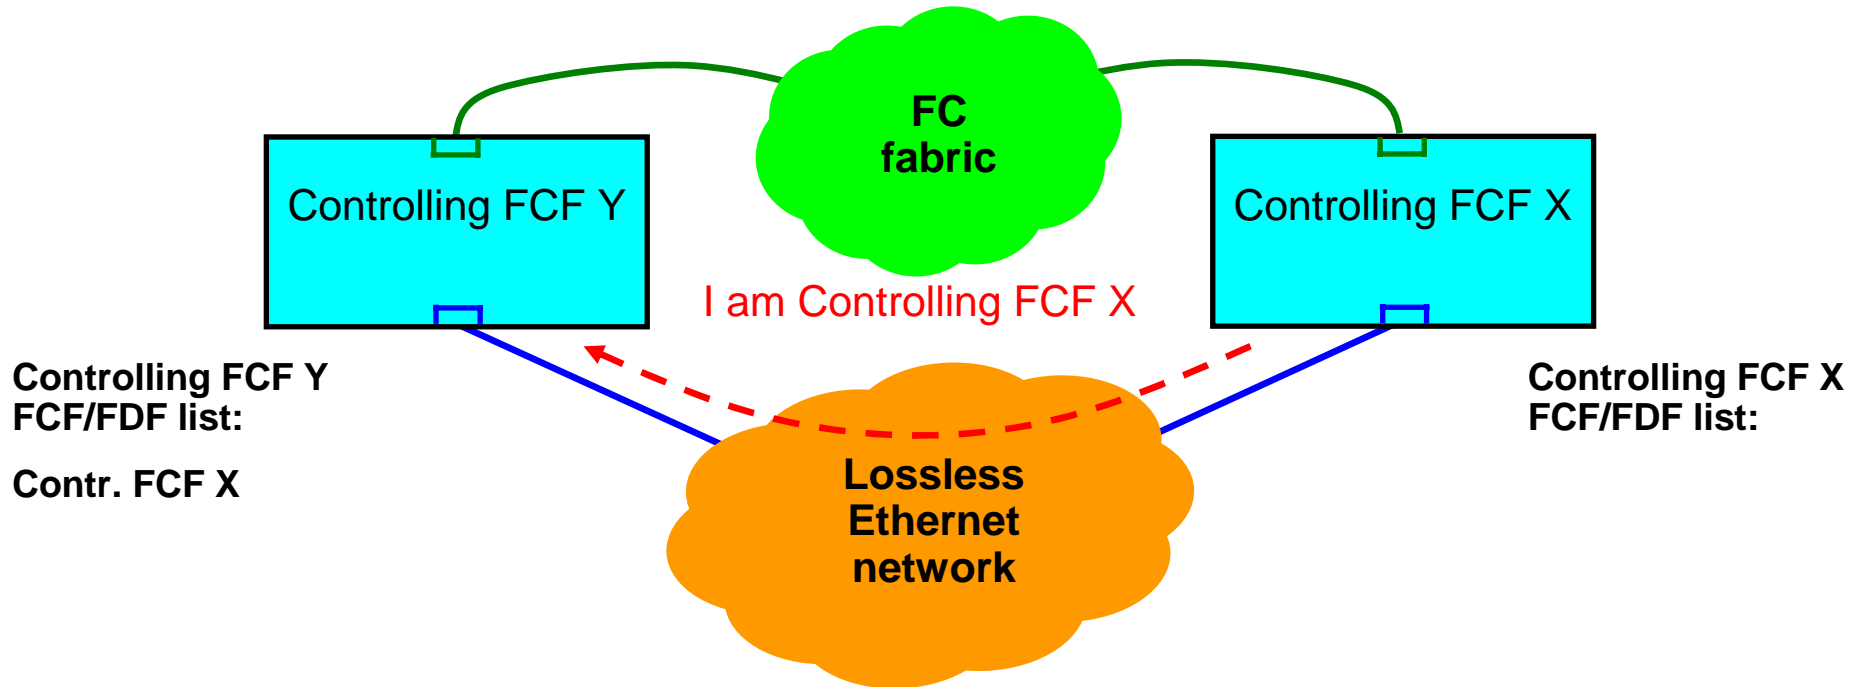 FC
fabric
Controlling FCF Y
Controlling FCF X
I am Controlling FCF X
Controlling FCF Y
FCF/FDF list:
Contr. FCF X
Controlling FCF X
FCF/FDF list:
Lossless
Ethernet
network